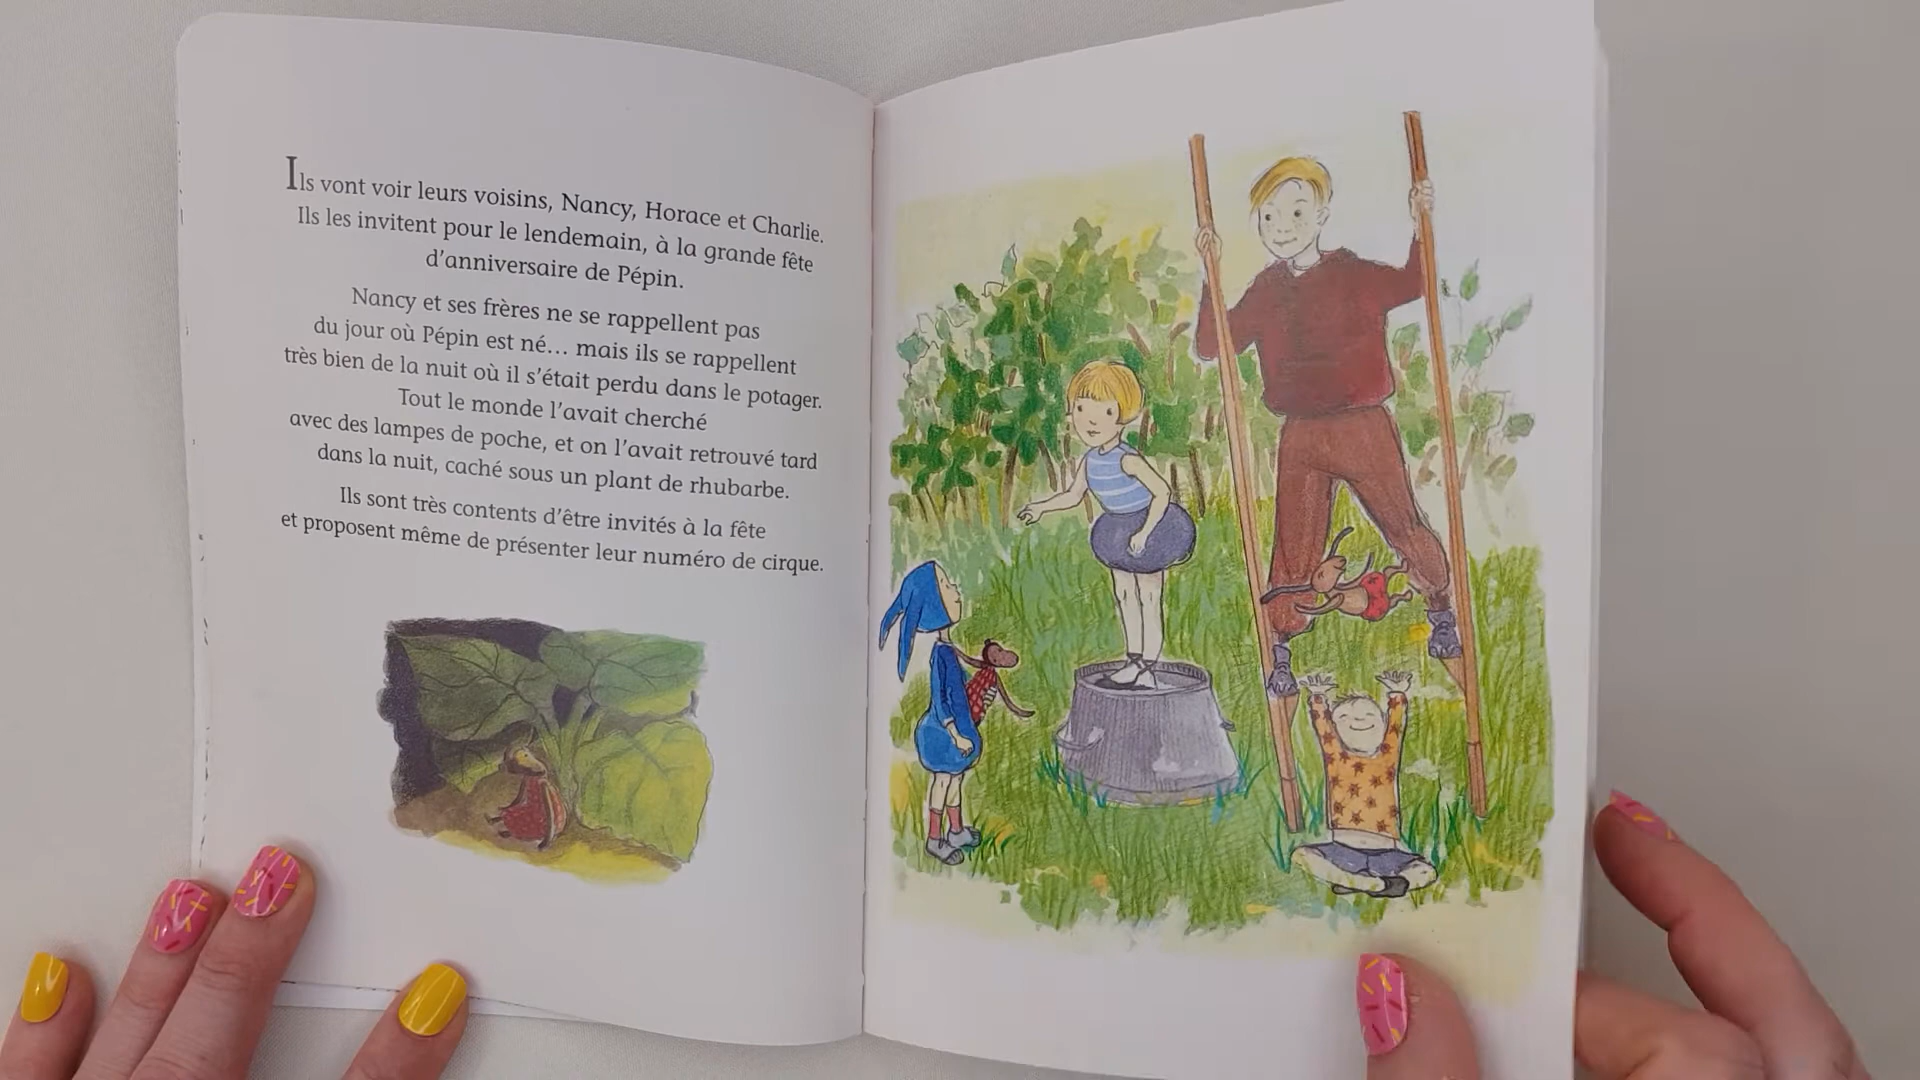 Ils vont voir leurs voisins, Nancy, Horace et Charlie.
Ils les invitent pour le lendemain, à la grande fête
d’anniversaire de Pépin.
Nancy et ses frères ne se rappellent pas
du jour où Pépin est né… mais ils se rappellent
très bien de la nuit où il s’était perdu dans le potager.
Tout le monde l’avait cherché
avec des lampes de poche, et on l’avait retrouvé tard
dans la nuit, caché sous un plant de rhubarbe.
Ils sont très contents d’être invités à la fête
et proposent même de présenter leur numéro de cirque.